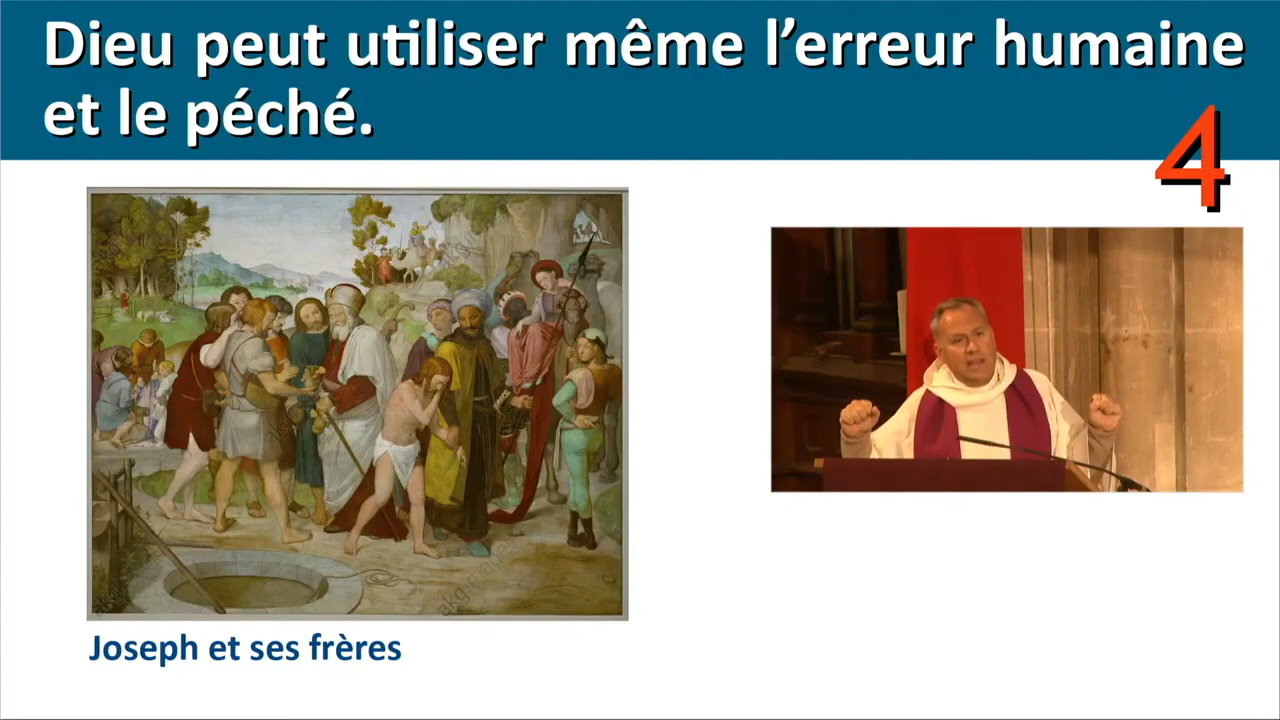 Dieu peut utiliser même l’erreur humaine
et le péché.
4
Joseph et ses frères